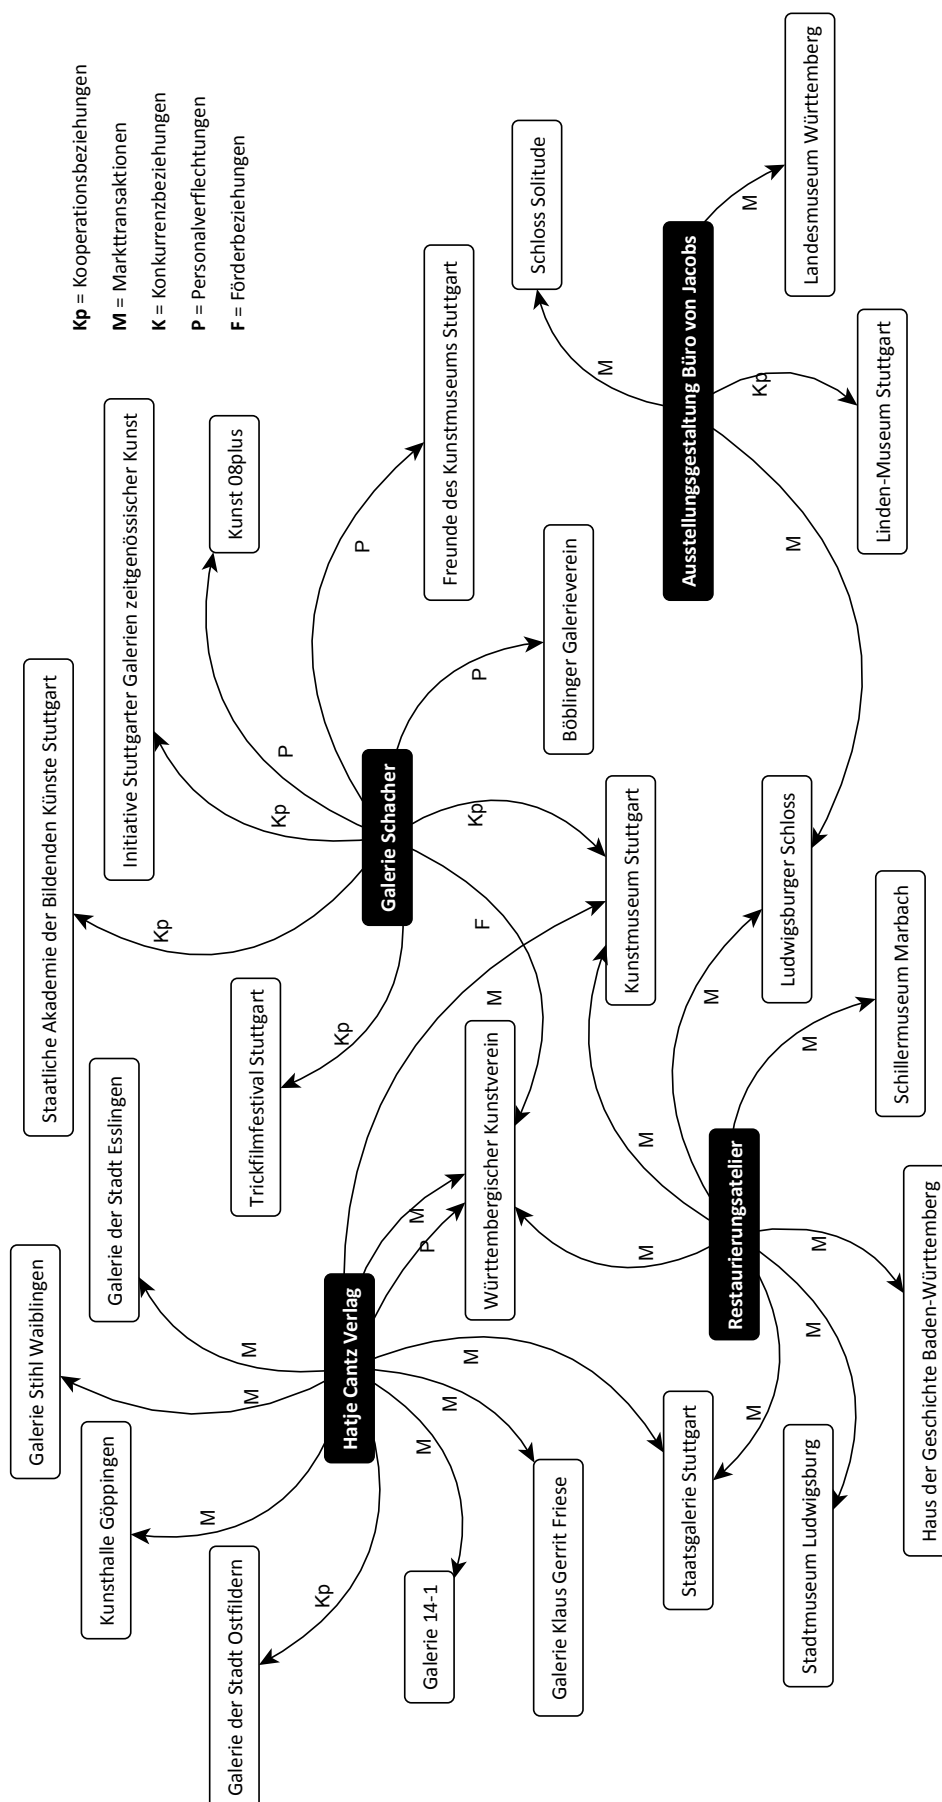 Galerie Stihl Waiblingen
Staatliche Akademie der Bildenden Künste Stuttgart
Kp = Kooperationsbeziehungen
Kunsthalle Göppingen
Galerie der Stadt Esslingen
M = Markttransaktionen
Initiative Stuttgarter Galerien zeitgenössischer Kunst
K = Konkurrenzbeziehungen
Kp
P = Personalverflechtungen
M
Galerie der Stadt Ostfildern
Kunst 08plus
F = Förderbeziehungen
M
M
Trickfilmfestival Stuttgart
Kp
P
Kp
Hatje Cantz Verlag
P
Galerie Schacher
M
M
P
Kp
Galerie 14-1
Freunde des Kunstmuseums Stuttgart
M
M
Kp
P
F
Württembergischer Kunstverein
M
Schloss Solitude
Galerie Klaus Gerrit Friese
Böblinger Galerieverein
M
Kunstmuseum Stuttgart
M
M
Staatsgalerie Stuttgart
Ausstellungsgestaltung Büro von Jacobs
M
Restaurierungsatelier
M
M
Kp
Ludwigsburger Schloss
M
Stadtmuseum Ludwigsburg
M
Landesmuseum Württemberg
M
M
Linden-Museum Stuttgart
Schillermuseum Marbach
Haus der Geschichte Baden-Württemberg